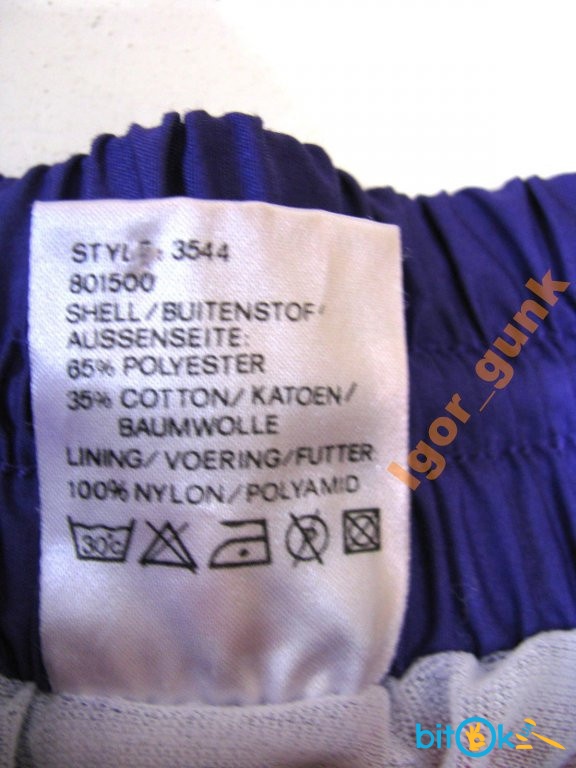 STYLE: 3544
801500
SHELL/BUITENSTOF
AUSSENSEITE:
65% POLYESTER
35% COTTON/KATOEN/
BAUMWOLLE
LINING/VOERING/FUTTER
100% NYLON/POLYAMID
30°C
P
Igor_gunk
bitok